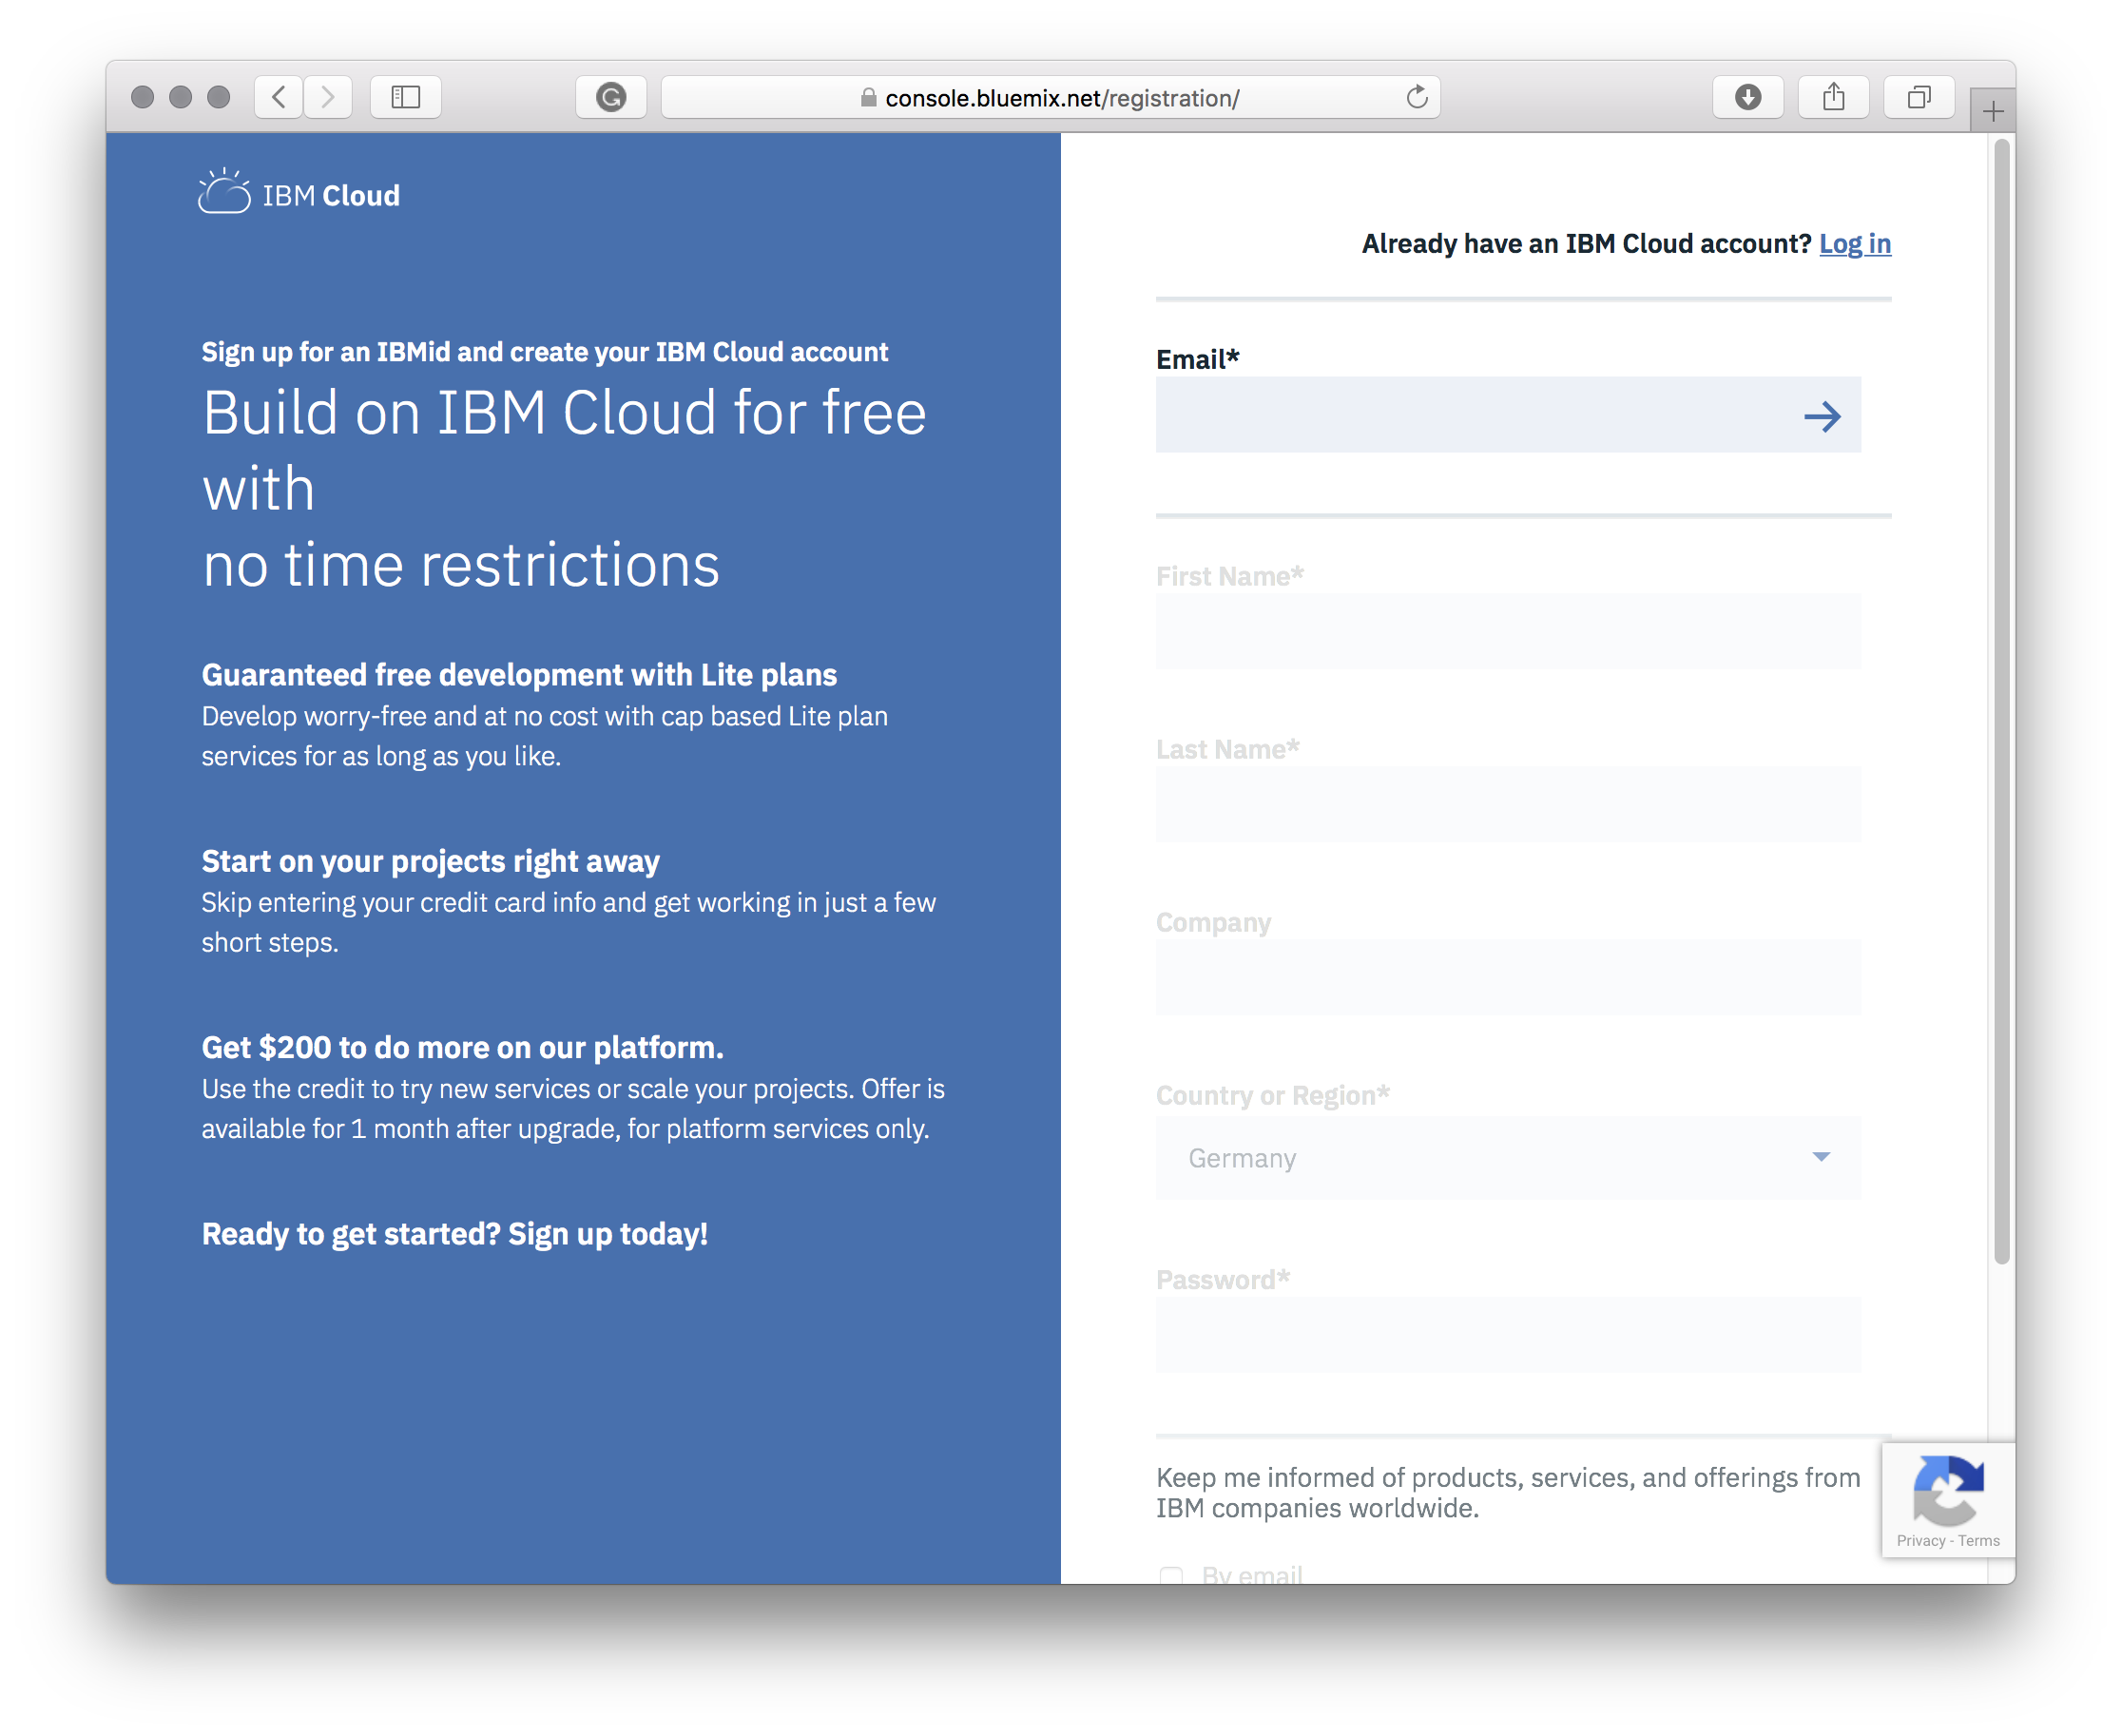 console.bluemix.net/registration/
IBM Cloud
Sign up for an IBMid and create your IBM Cloud account
Build on IBM Cloud for free
with
no time restrictions
Guaranteed free development with Lite plans
Develop worry-free and at no cost with cap based Lite plan
services for as long as you like.
Start on your projects right away
Skip entering your credit card info and get working in just a few
short steps.
Get $200 to do more on our platform.
Use the credit to try new services or scale your projects. Offer is
available for 1 month after upgrade, for platform services only.
Ready to get started? Sign up today!
Already have an IBM Cloud account? Log in
Email*
First Name*
Last Name*
Company
Country or Region*
Germany
Password*
Keep me informed of products, services, and offerings from
IBM companies worldwide.
By email
Privacy - Terms